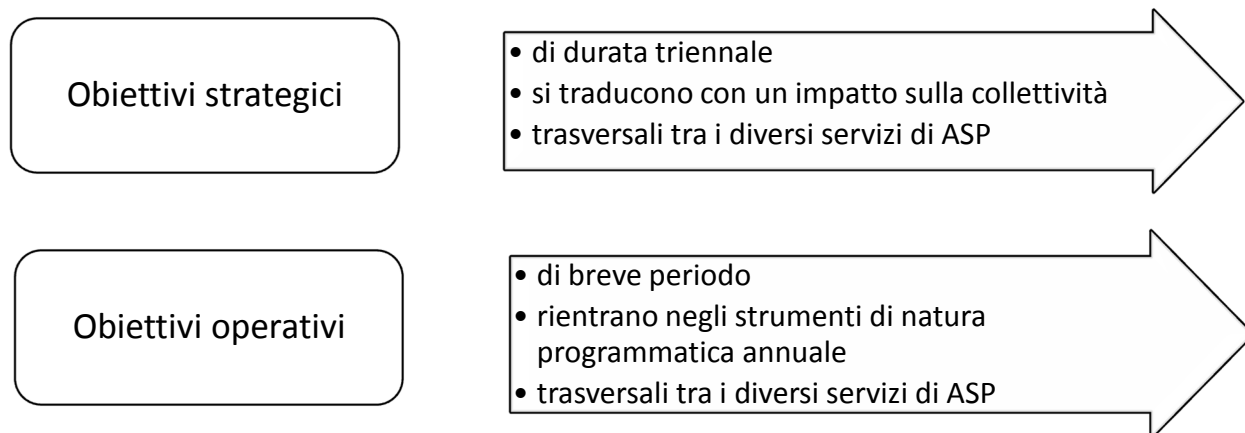 Obiettivi strategici
• di durata triennale
• si traducono con un impatto sulla collettività
• trasversali tra i diversi servizi di ASP
Obiettivi operativi
• di breve periodo
• rientrano negli strumenti di natura
programmatica annuale
• trasversali tra i diversi servizi di ASP